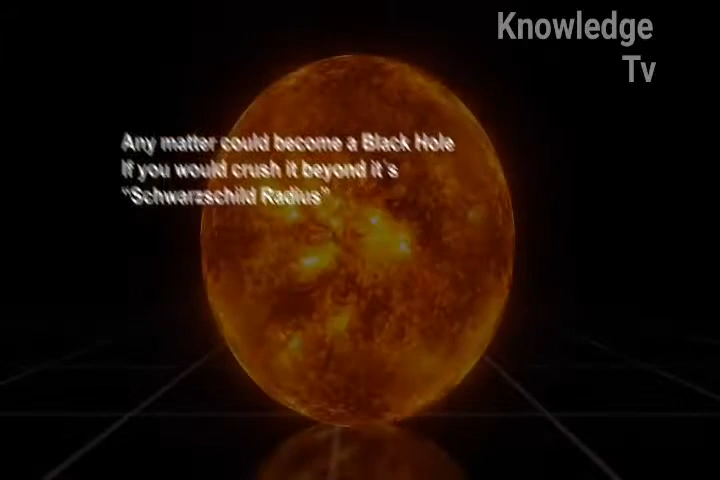 Knowledge
Tv
Any matter could become a Black Hole
If you would crush it beyond it's
"Schwarzschild Radius"